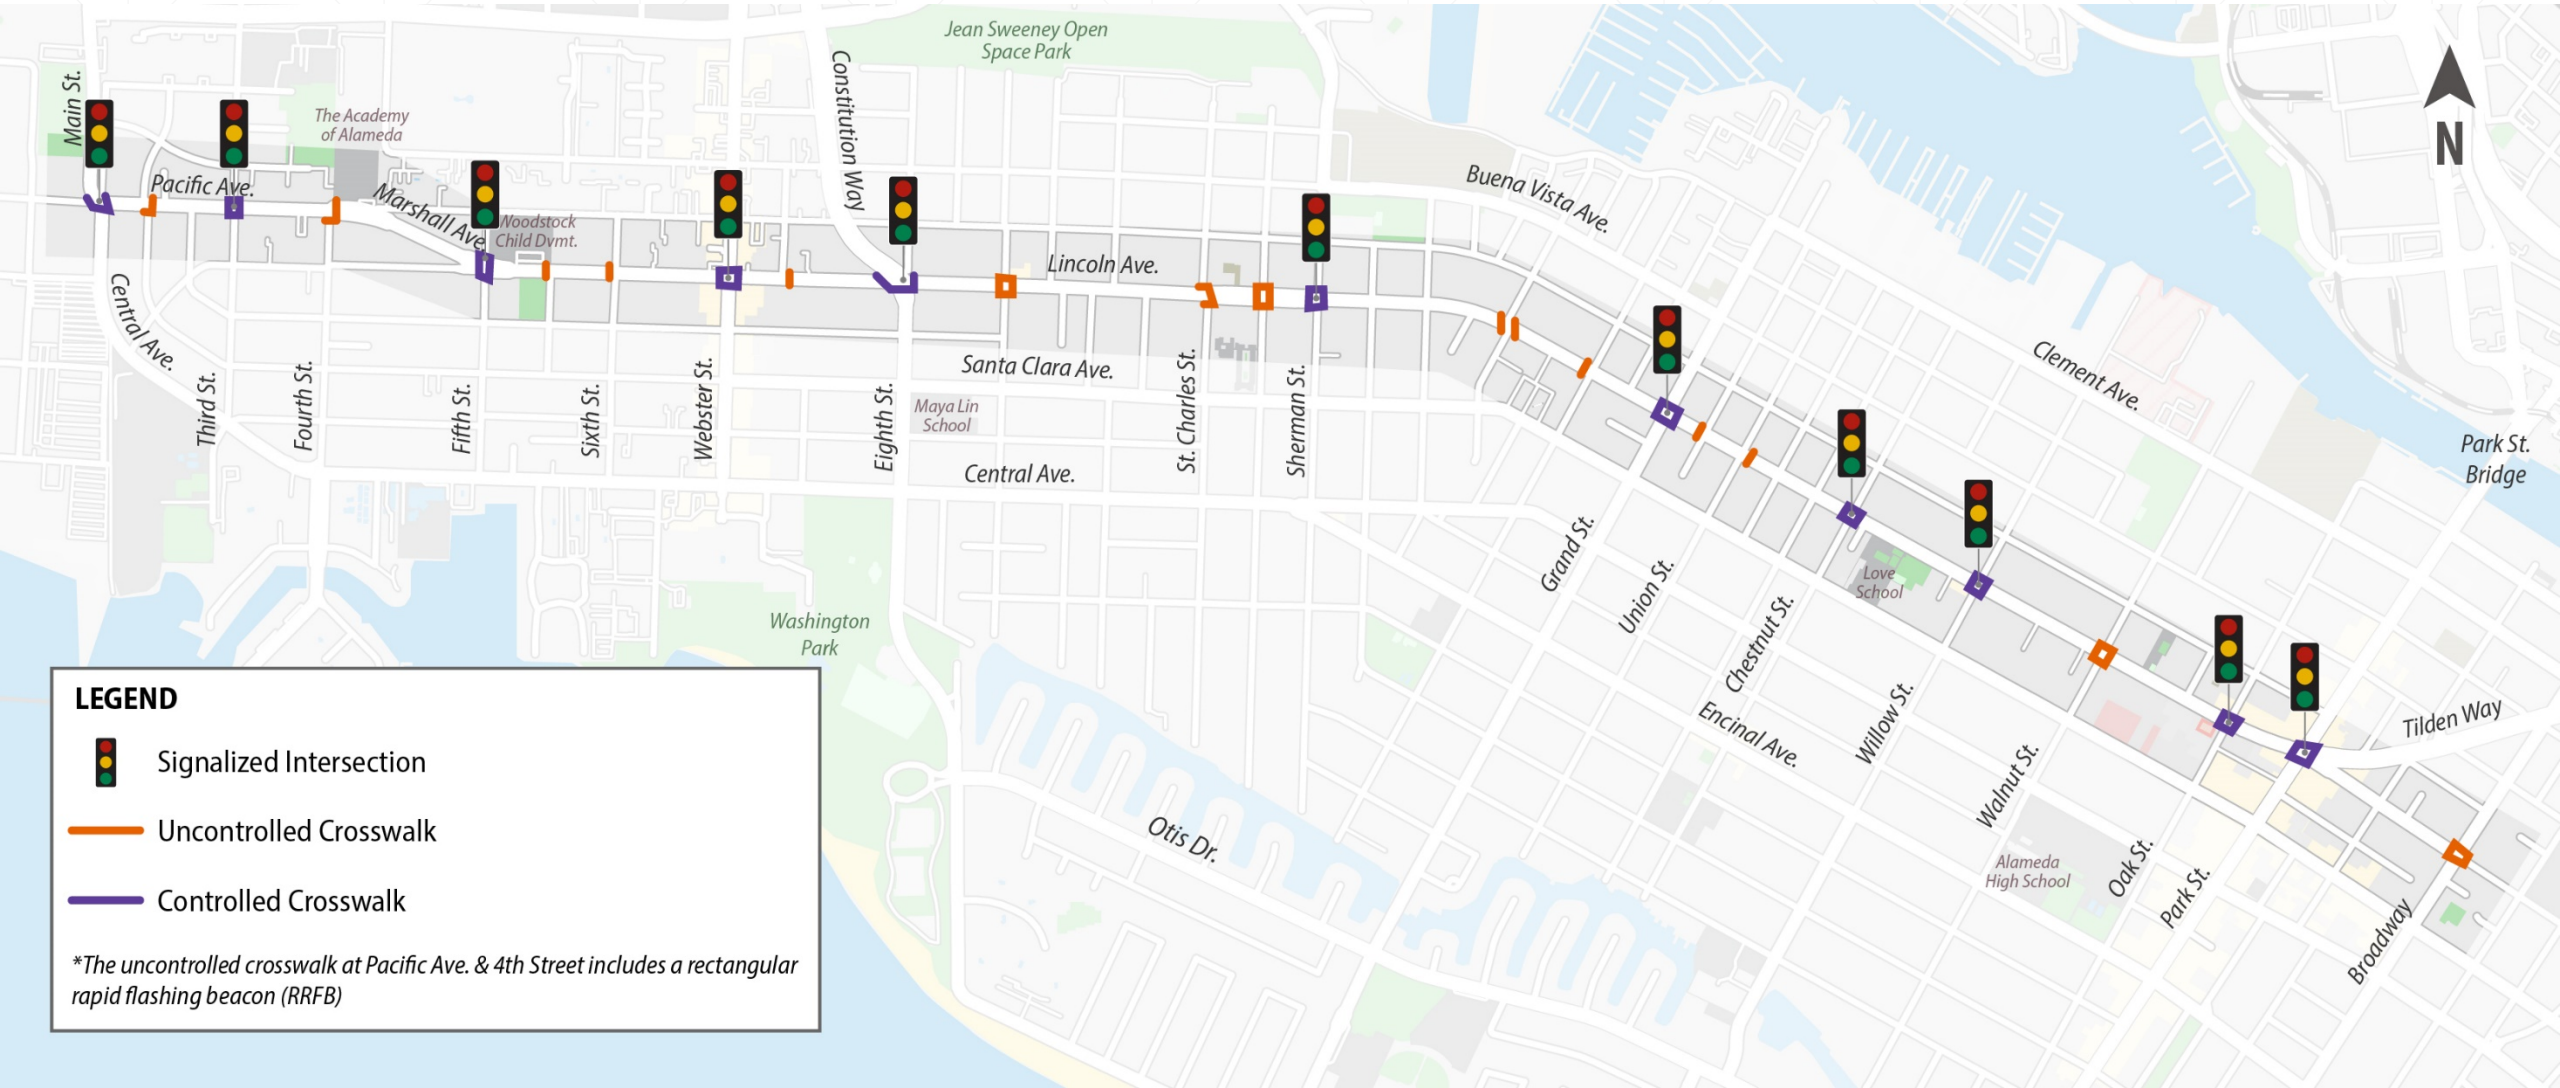 Jean Sweeney Open
Space Park
Main St.
Constitution Way
The Academy
of Alameda
N
Pacific Ave.
Marshall Ave.
Buena Vista Ave.
Woodstock
Child Dvmt.
Lincoln Ave.
Central Ave.
Santa Clara Ave.
Clement Ave.
Third St.
Fourth St.
Fifth St.
Sixth St.
Webster St.
Eighth St.
Maya Lin
School
St. Charles St.
Sherman St.
Park St.
Bridge
Central Ave.
Grand St.
Union St.
Love
School
Chestnut St.
Washington
Park
Encinal Ave.
Willow St.
Walnut St.
Tilden Way
Otis Dr.
Alameda
High School
Oak St.
Park St.
Broadway
LEGEND
Signalized Intersection
Uncontrolled Crosswalk
Controlled Crosswalk
*The uncontrolled crosswalk at Pacific Ave. & 4th Street includes a rectangular
rapid flashing beacon (RRFB)